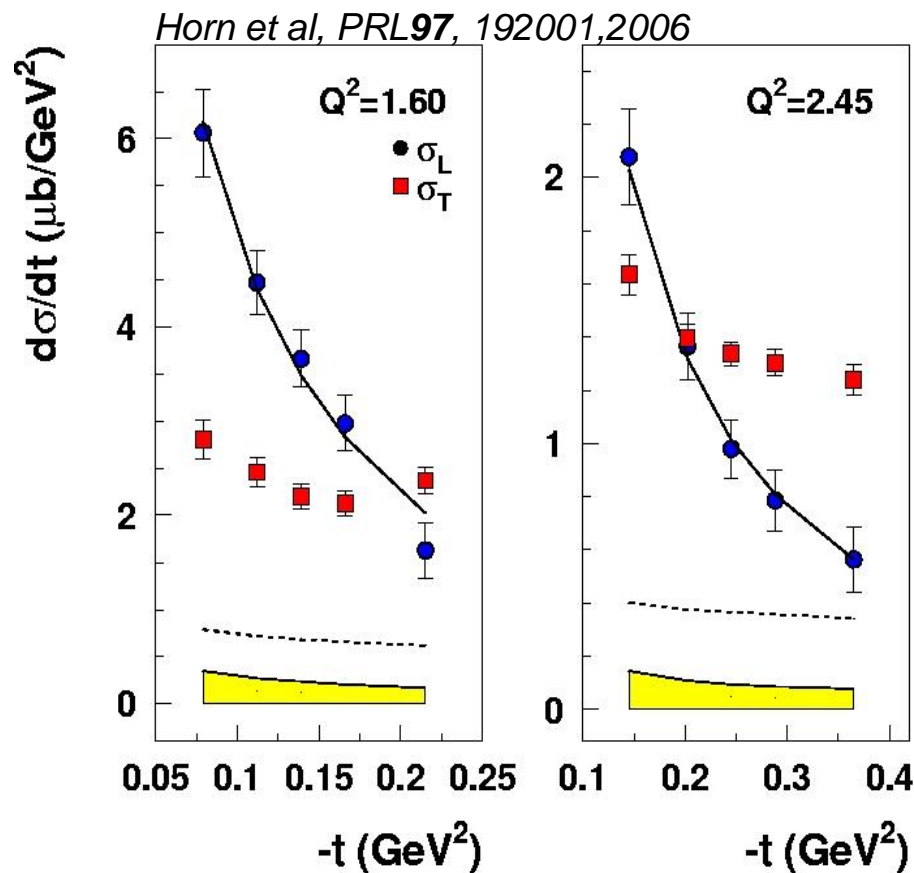 Horn et al, PRL97, 192001,2006
dσ/dt (μb/GeV²)
Q²=1.60
σ_L
σ_T
6
4
2
0
0.05 0.1 0.15 0.2 0.25
-t (GeV²)
Q²=2.45
2
1
0
0.1 0.2 0.3 0.4
-t (GeV²)